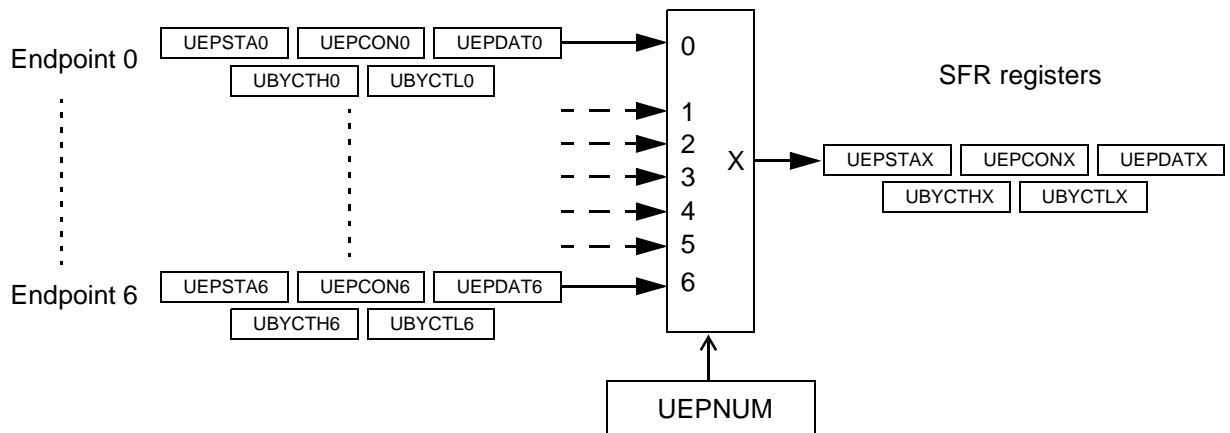 Endpoint 0
UEPSTA0 UEPCON0 UEPDAT0
UBYCTH0 UBYCTL0
0
SFR registers
1
2
3
4
5
6
X
UEPSTAX UEPCONX UEPDATX
UBYCTHX UBYCTLX
Endpoint 6
UEPSTA6 UEPCON6 UEPDAT6
UBYCTH6 UBYCTL6
UEPNUM